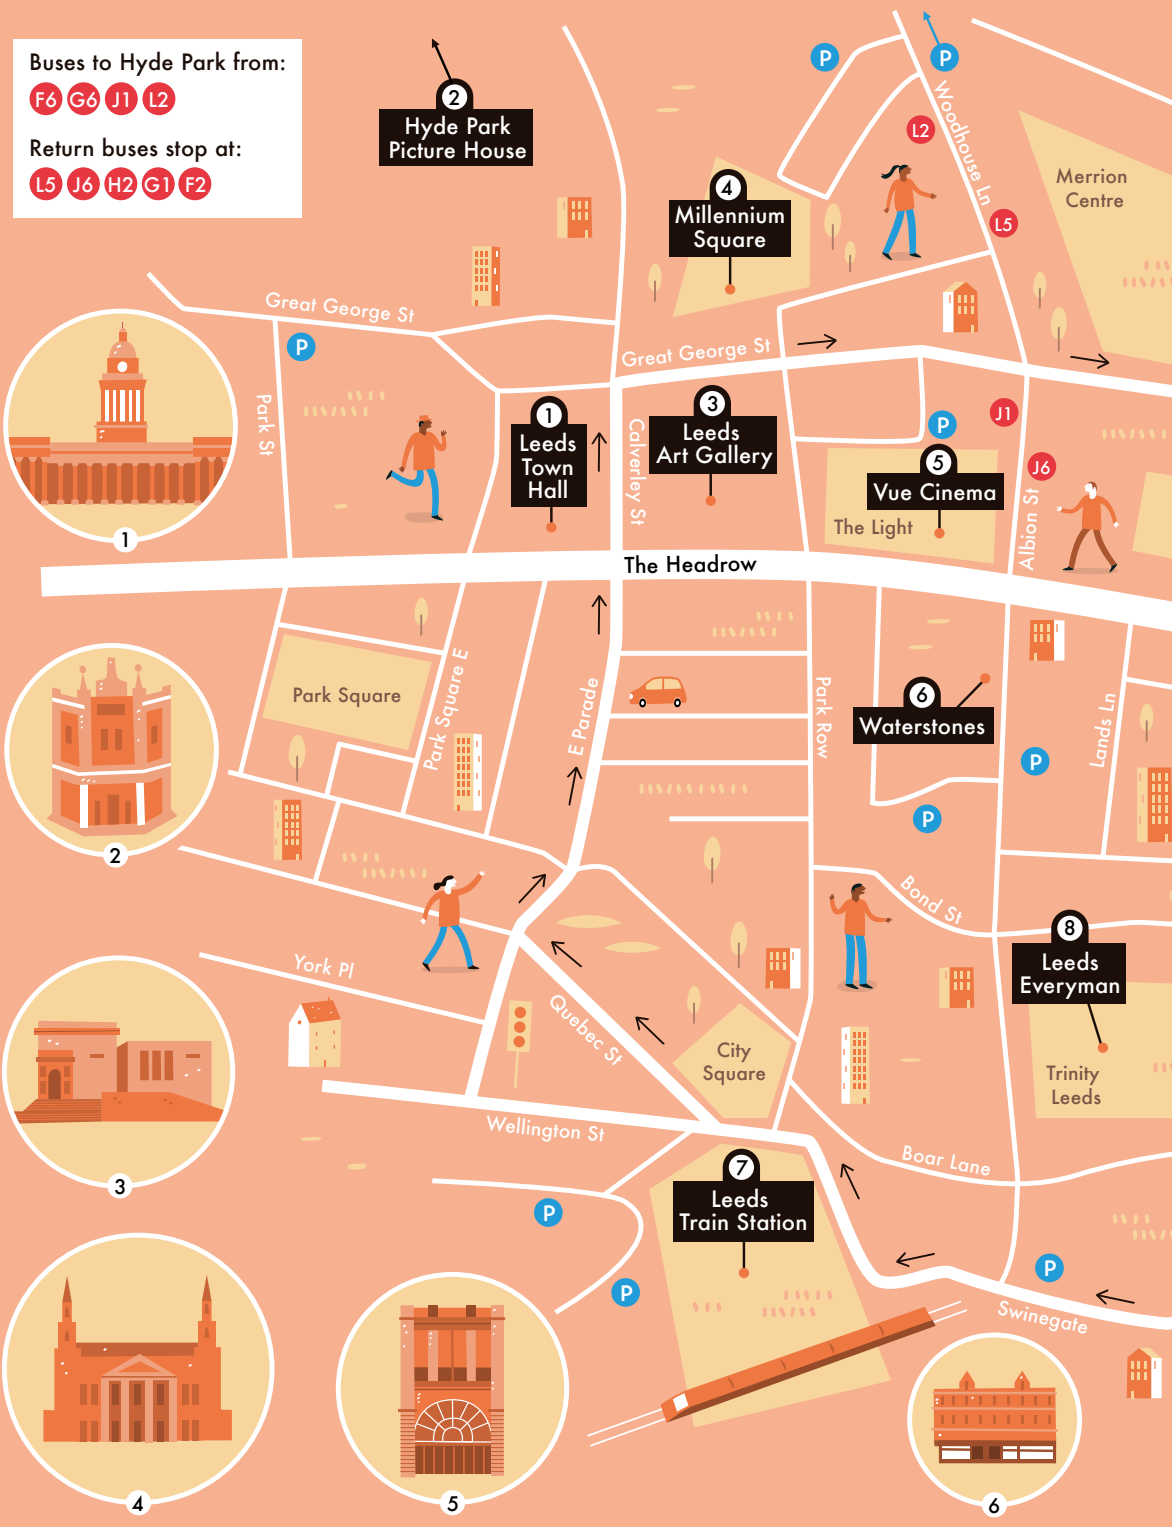 Buses to Hyde Park from:
F6 G6 J1 L2
Return buses stop at:
L5 J6 H2 G1 F2
2
Hyde Park
Picture House
P
P
Woodhouse Ln
L2
L5
Merrion
Centre
4
Millennium
Square
Great George St
P
Great George St
Park St
1
Leeds
Town
Hall
Calverley St
3
Leeds
Art Gallery
J1
P
5
Vue Cinema
J6
The Light
Albion St
1
The Headrow
Park Square
Park Square E
E Parade
Park Row
6
Waterstones
Lands Ln
P
P
2
Bond St
8
Leeds
Everyman
York Pl
Quebec St
City
Square
Trinity
Leeds
Wellington St
Boar Lane
3
7
Leeds
Train Station
P
P
P
Swinegate
4
5
6